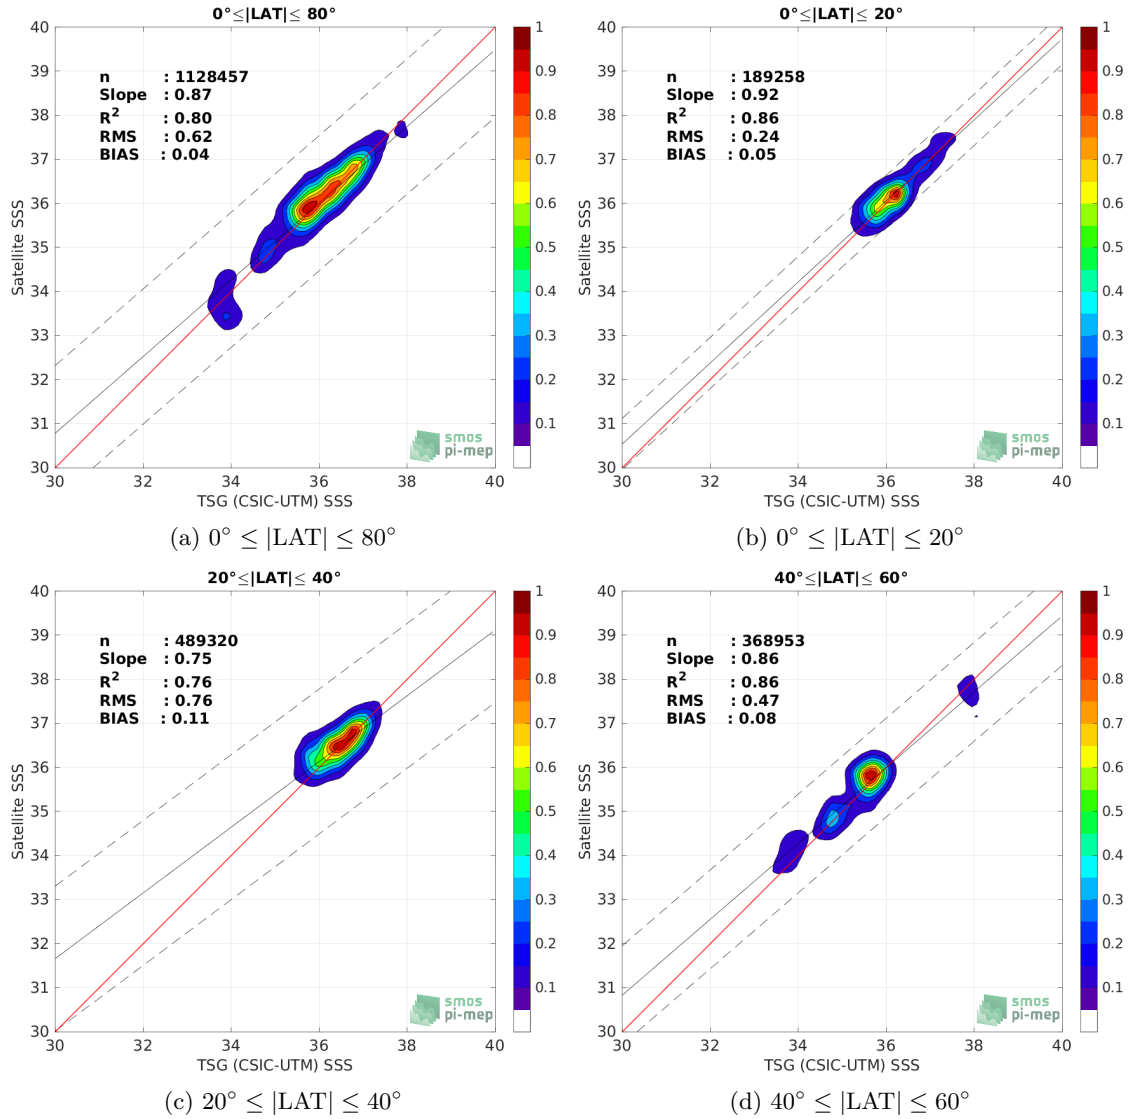 0°≤|LAT|≤ 80°
n : 1128457
Slope : 0.87
R² : 0.80
RMS : 0.62
BIAS : 0.04
40
39
38
37
36
35
34
33
32
31
30
Satellite SSS
30 32 34 36 38 40
TSG (CSIC-UTM) SSS
1
0.9
0.8
0.7
0.6
0.5
0.4
0.3
0.2
0.1
smos
pi-mep
(a) 0° ≤ |LAT| ≤ 80°
0°≤|LAT|≤ 20°
n : 189258
Slope : 0.92
R² : 0.86
RMS : 0.24
BIAS : 0.05
40
39
38
37
36
35
34
33
32
31
30
Satellite SSS
30 32 34 36 38 40
TSG (CSIC-UTM) SSS
1
0.9
0.8
0.7
0.6
0.5
0.4
0.3
0.2
0.1
smos
pi-mep
(b) 0° ≤ |LAT| ≤ 20°
20°≤|LAT|≤ 40°
n : 489320
Slope : 0.75
R² : 0.76
RMS : 0.76
BIAS : 0.11
40
39
38
37
36
35
34
33
32
31
30
Satellite SSS
30 32 34 36 38 40
TSG (CSIC-UTM) SSS
1
0.9
0.8
0.7
0.6
0.5
0.4
0.3
0.2
0.1
smos
pi-mep
(c) 20° ≤ |LAT| ≤ 40°
40°≤|LAT|≤ 60°
n : 368953
Slope : 0.86
R² : 0.86
RMS : 0.47
BIAS : 0.08
40
39
38
37
36
35
34
33
32
31
30
Satellite SSS
30 32 34 36 38 40
TSG (CSIC-UTM) SSS
1
0.9
0.8
0.7
0.6
0.5
0.4
0.3
0.2
0.1
smos
pi-mep
(d) 40° ≤ |LAT| ≤ 60°